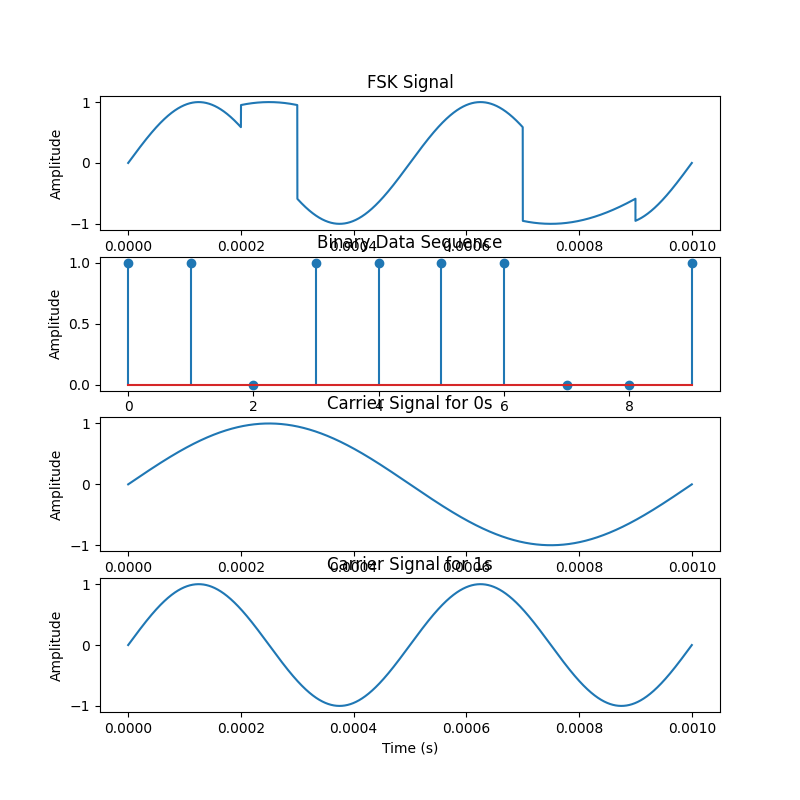 FSK Signal
Amplitude
1
0
−1
0.0000 0.0002 0.0004 0.0006 0.0008 0.0010
Binary Data Sequence
Amplitude
1.0
0.5
0.0
0 2 4 6 8
Carrier Signal for 0s
Amplitude
1
0
−1
0.0000 0.0002 0.0004 0.0006 0.0008 0.0010
Carrier Signal for 1s
Amplitude
1
0
−1
0.0000 0.0002 0.0004 0.0006 0.0008 0.0010
Time (s)